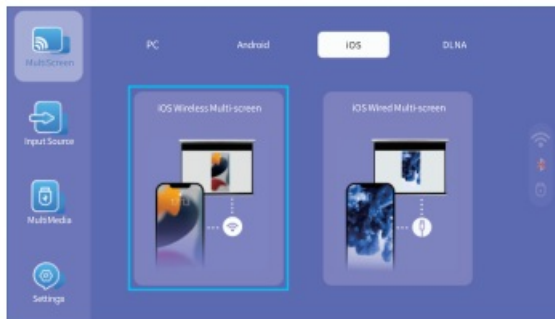 MultiScreen
Input Source
MultiMedia
Settings
PC
Android
iOS
DLNA
iOS Wireless Multi-screen
iOS Wired Multi-screen